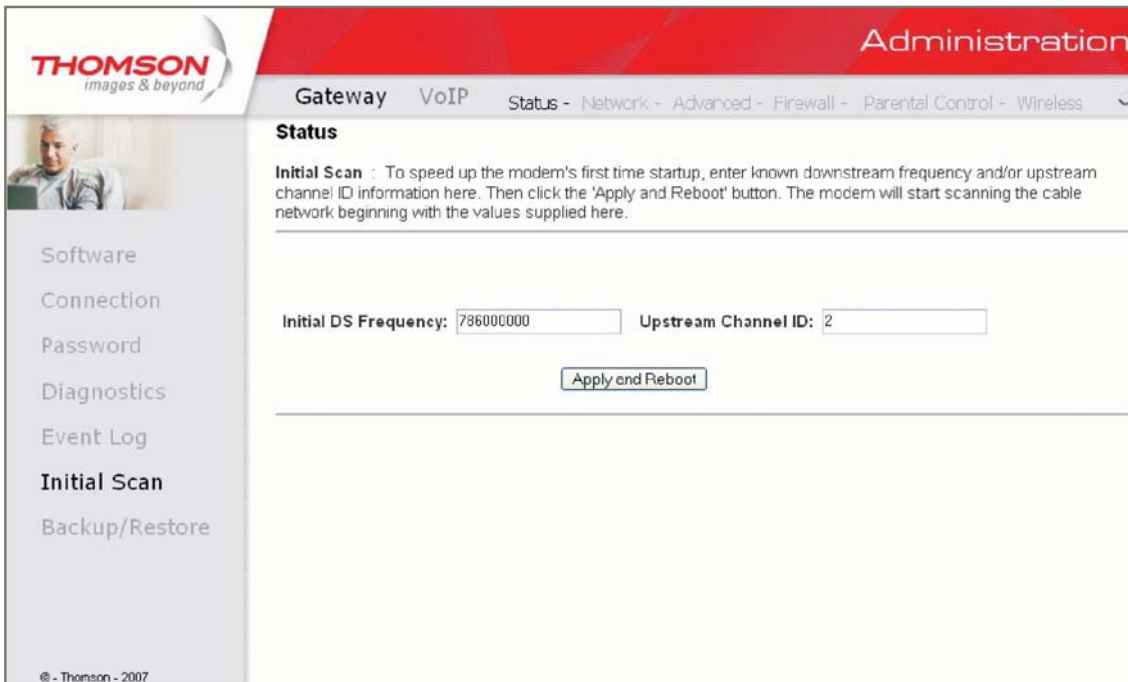 THOMSON
images & beyond
Administration
Gateway VoIP Status - Network - Advanced - Firewall - Parental Control - Wireless
Status
Initial Scan : To speed up the modem's first time startup, enter known downstream frequency and/or upstream
channel ID information here. Then click the 'Apply and Reboot' button. The modem will start scanning the cable
network beginning with the values supplied here.
Software
Connection
Password
Diagnostics
Event Log
Initial Scan
Backup/Restore
Initial DS Frequency: 786000000 Upstream Channel ID: 2
Apply and Reboot
© - Thomson - 2007